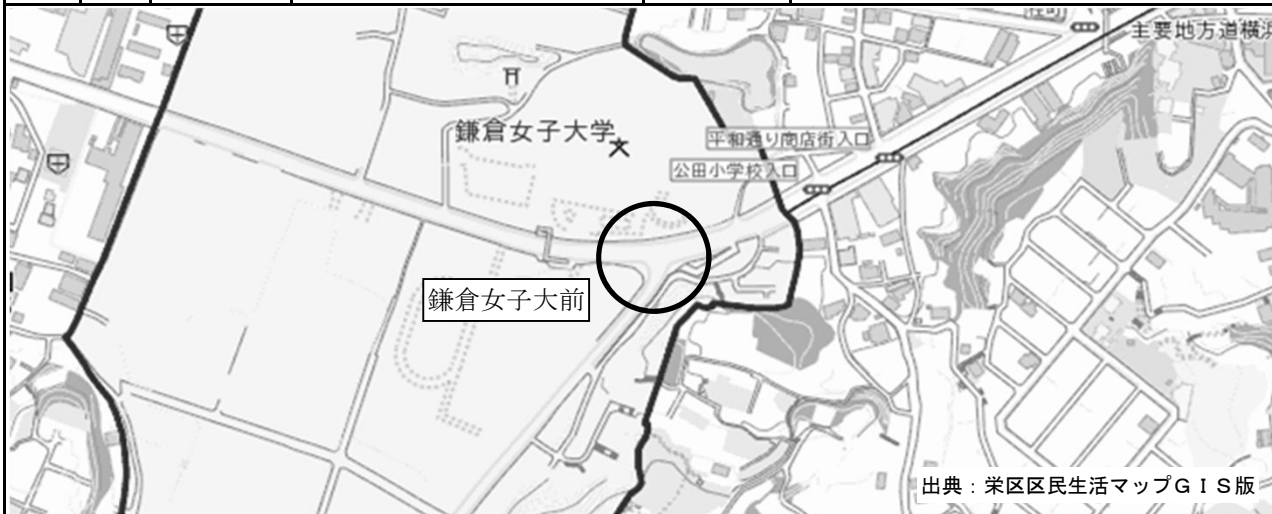 主要地方道横浜
鎌倉女子大学
平和通り商店街入口
公田小学校入口
鎌倉女子大前
出典：栄区区民生活マップＧＩＳ版